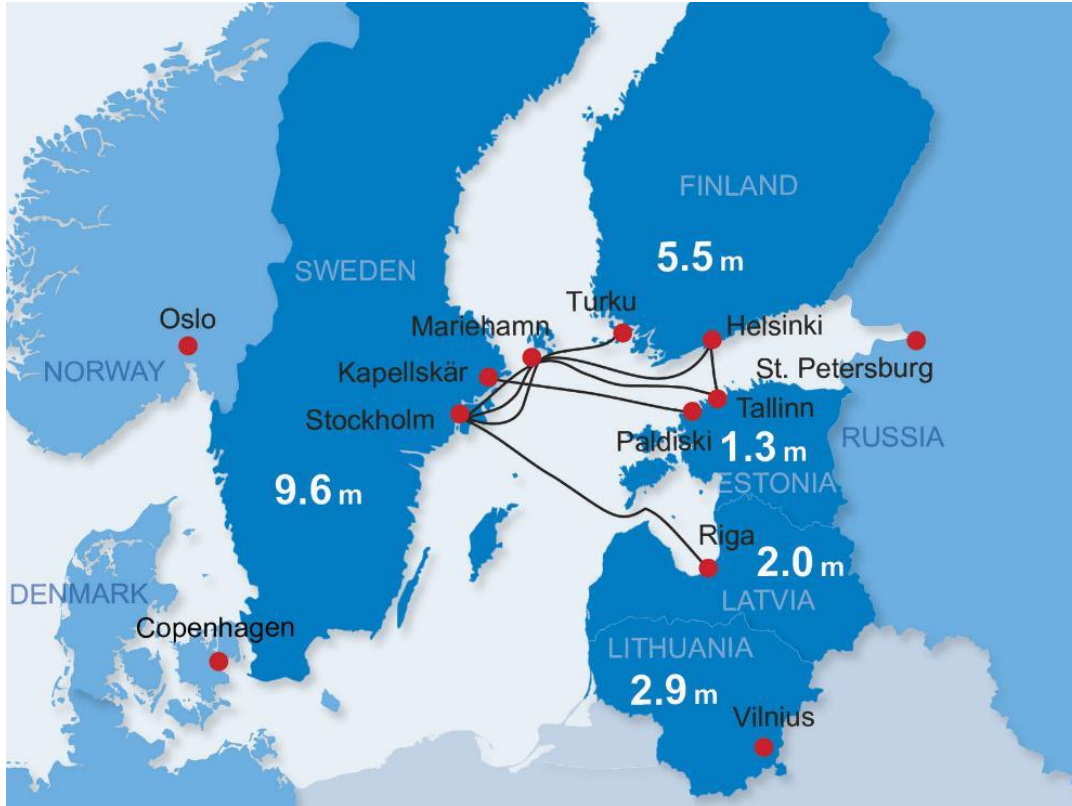 FINLAND
5.5 m
SWEDEN
Turku
Oslo
Mariehamn
Helsinki
NORWAY
Kapellskär
St. Petersburg
Stockholm
Tallinn
Paldiski
1.3 m
RUSSIA
9.6 m
ESTONIA
Riga
2.0 m
DENMARK
LATVIA
Copenhagen
LITHUANIA
2.9 m
Vilnius